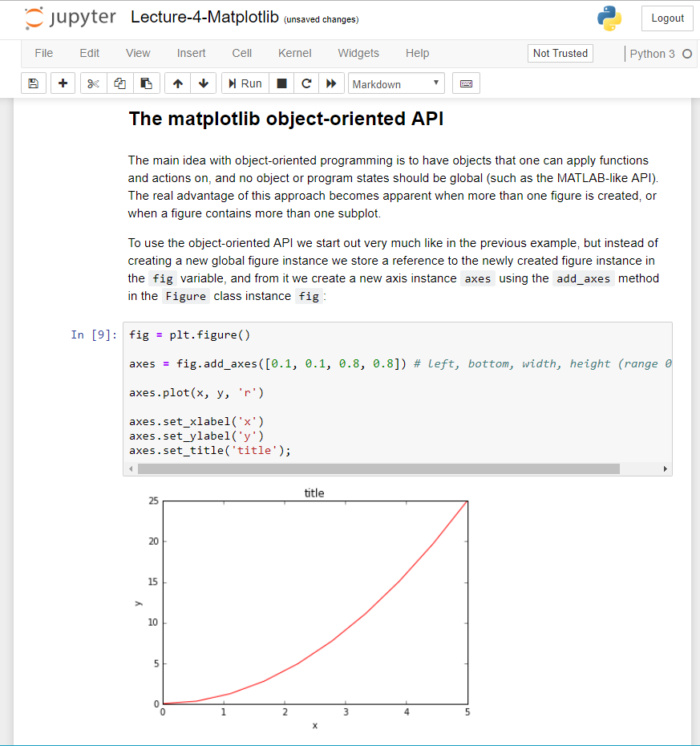 jupyter Lecture-4-Matplotlib (unsaved changes) Logout
File Edit View Insert Cell Kernel Widgets Help Not Trusted Python 3
Run Markdown
The matplotlib object-oriented API
The main idea with object-oriented programming is to have objects that one can apply functions
and actions on, and no object or program states should be global (such as the MATLAB-like API).
The real advantage of this approach becomes apparent when more than one figure is created, or
when a figure contains more than one subplot.
To use the object-oriented API we start out very much like in the previous example, but instead of
creating a new global figure instance we store a reference to the newly created figure instance in
the fig variable, and from it we create a new axis instance axes using the add_axes method
in the Figure class instance fig :
In [9]: fig = plt.figure()
axes = fig.add_axes([0.1, 0.1, 0.8, 0.8]) # left, bottom, width, height (range 0
axes.plot(x, y, 'r')
axes.set_xlabel('x')
axes.set_ylabel('y')
axes.set_title('title');
title
25
20
15
y
10
5
0
0 1 2 3 4 5
x